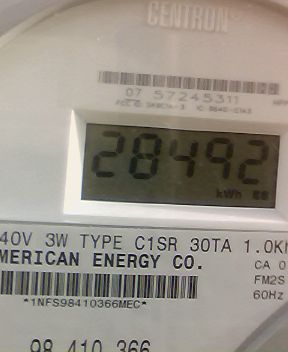 CENTRON®
07 57245311
28492
kWh
40V 3W TYPE C1SR 30TA 1.0K
MERICAN ENERGY CO.
CA 0
FM2S
60Hz
*1NFS98410366MEC*
98 410 366